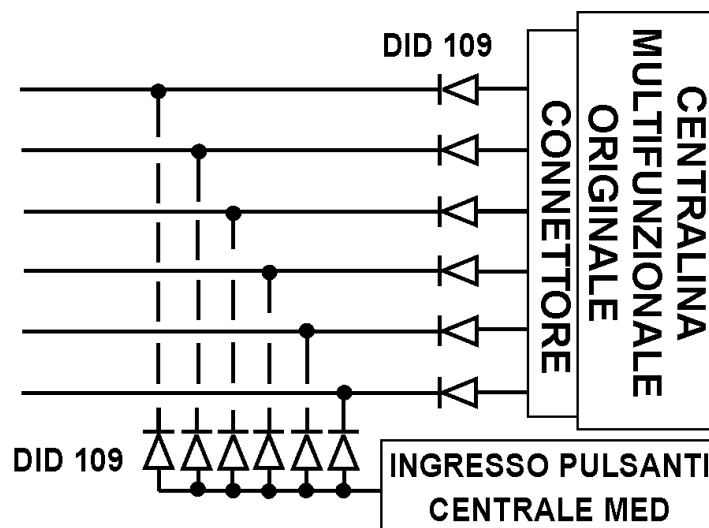 DID 109
CONNETTORE
CENTRALINA
MULTIFUNZIONALE
ORIGINALE
DID 109
INGRESSO PULSANTI
CENTRALE MED